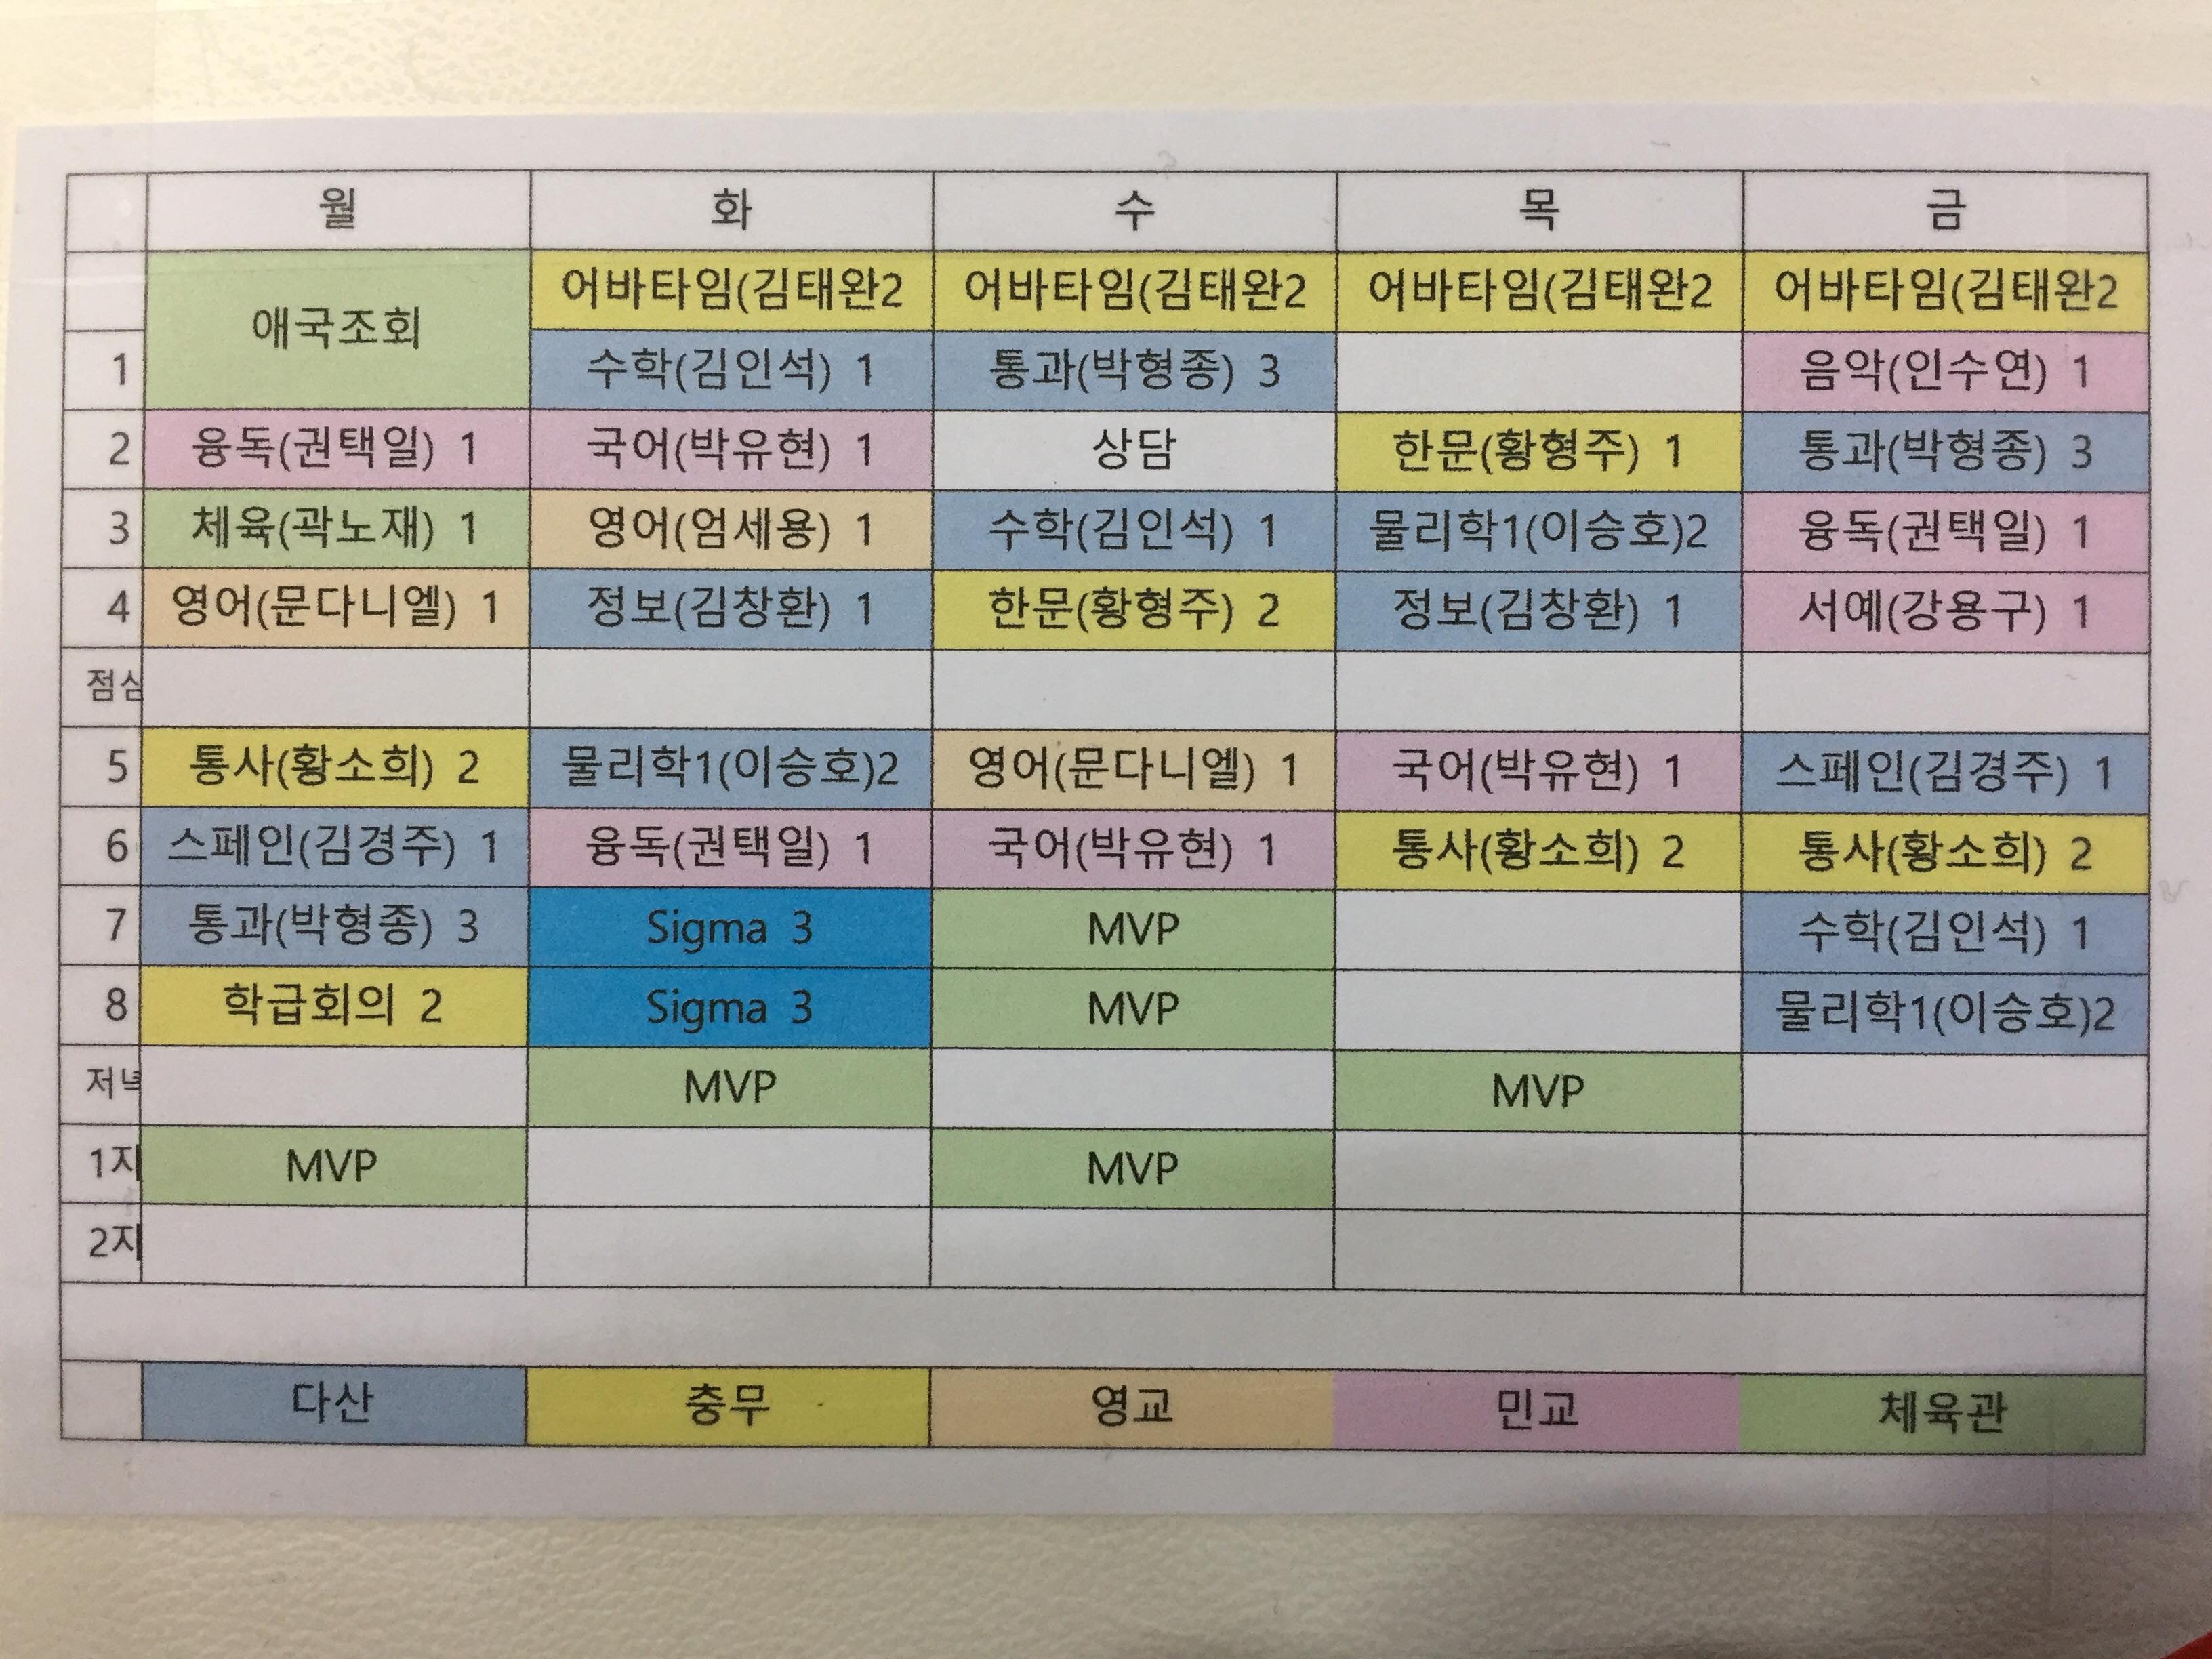 월 화 수 목 금
애국조회 어바타임(김태완2 어바타임(김태완2 어바타임(김태완2 어바타임(김태완2
1 수학(김인석) 1 통과(박형종) 3 음악(인수연) 1
2 융독(권택일) 1 국어(박유현) 1 상담 한문(황형주) 1 통과(박형종) 3
3 체육(곽노재) 1 영어(엄세용) 1 수학(김인석) 1 물리학1(이승호)2 융독(권택일) 1
4 영어(문다니엘) 1 정보(김창환) 1 한문(황형주) 2 정보(김창환) 1 서예(강용구) 1
점심
5 통사(황소희) 2 물리학1(이승호)2 영어(문다니엘) 1 국어(박유현) 1 스페인(김경주) 1
6 스페인(김경주) 1 융독(권택일) 1 국어(박유현) 1 통사(황소희) 2 통사(황소희) 2
7 통과(박형종) 3 Sigma 3 MVP 수학(김인석) 1
8 학급회의 2 Sigma 3 MVP 물리학1(이승호)2
저녁 MVP MVP
1지 MVP MVP
2지
다산 충무 영교 민교 체육관